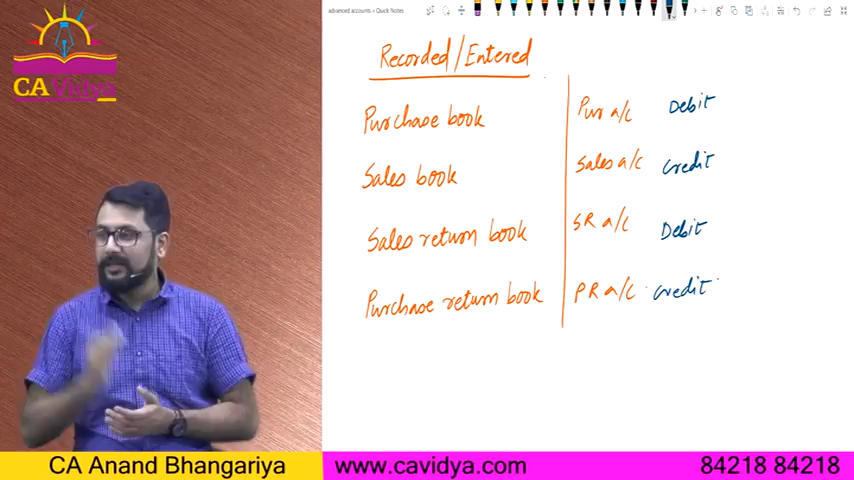 CA Vidya
advanced accounts » Quick Notes
Recorded/Entered
Purchase book Pur a/c Debit
Sales book Sales a/c credit
Sales return book SR a/c Debit
Purchase return book PR a/c credit
CA Anand Bhangariya www.cavidya.com 84218 84218